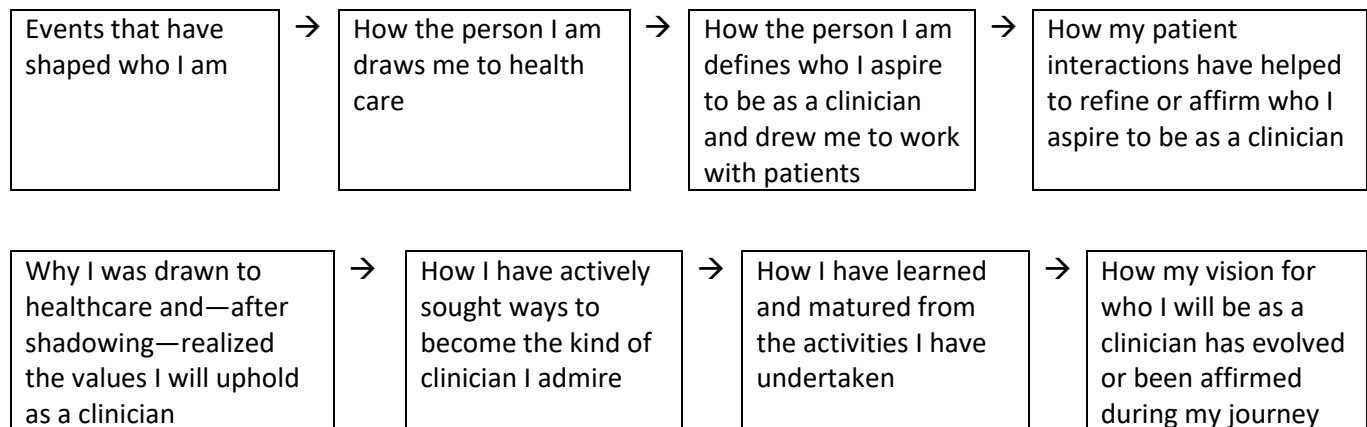 Events that have
shaped who I am
→
How the person I am
draws me to health
care
→
How the person I am
defines who I aspire
to be as a clinician
and drew me to work
with patients
→
How my patient
interactions have helped
to refine or affirm who I
aspire to be as a clinician
Why I was drawn to
healthcare and—after
shadowing—realized
the values I will uphold
as a clinician
→
How I have actively
sought ways to
become the kind of
clinician I admire
→
How I have learned
and matured from
the activities I have
undertaken
→
How my vision for
who I will be as a
clinician has evolved
or been affirmed
during my journey